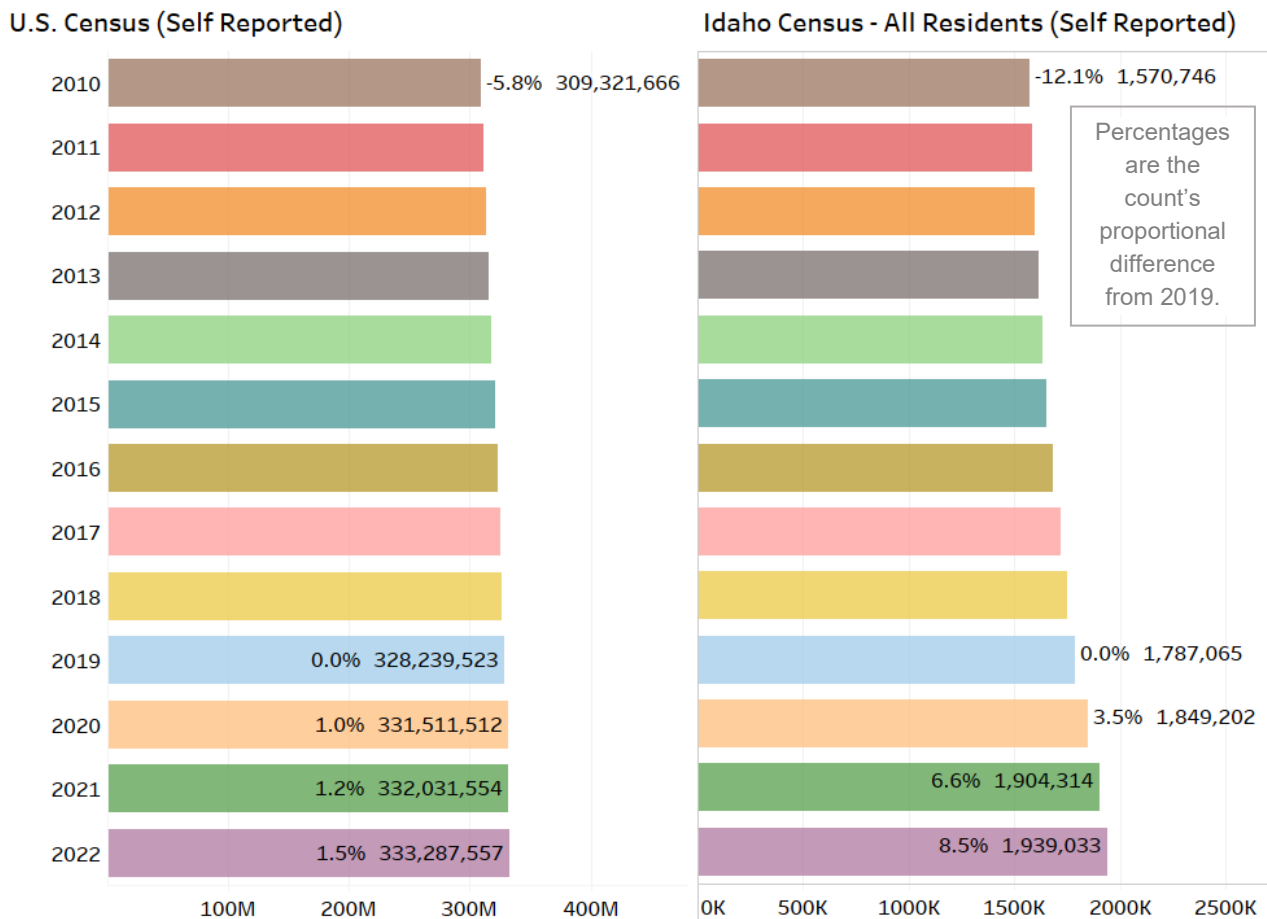 U.S. Census (Self Reported)
2010
-5.8% 309,321,666
2011
2012
2013
2014
2015
2016
2017
2018
2019
0.0% 328,239,523
2020
1.0% 331,511,512
2021
1.2% 332,031,554
2022
1.5% 333,287,557
100M 200M 300M 400M
Idaho Census - All Residents (Self Reported)
-12.1% 1,570,746
Percentages
are the
count’s
proportional
difference
from 2019.
0.0% 1,787,065
3.5% 1,849,202
6.6% 1,904,314
8.5% 1,939,033
0K 500K 1000K 1500K 2000K 2500K